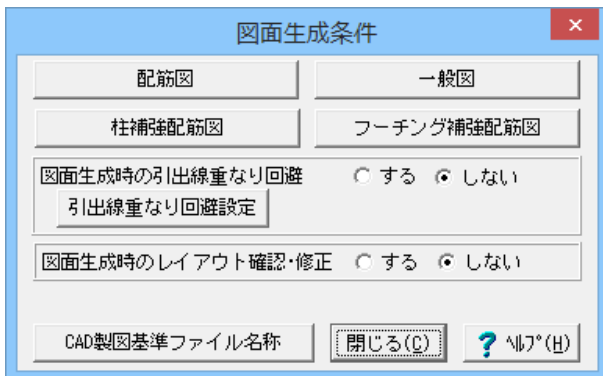 図面生成条件
配筋図 一般図
柱補強配筋図 フーチング補強配筋図
図面生成時の引出線重なり回避 する しない
引出線重なり回避設定
図面生成時のレイアウト確認・修正 する しない
CAD製図基準ファイル名称 閉じる(C) ? ﾍﾙﾌﾟ(H)